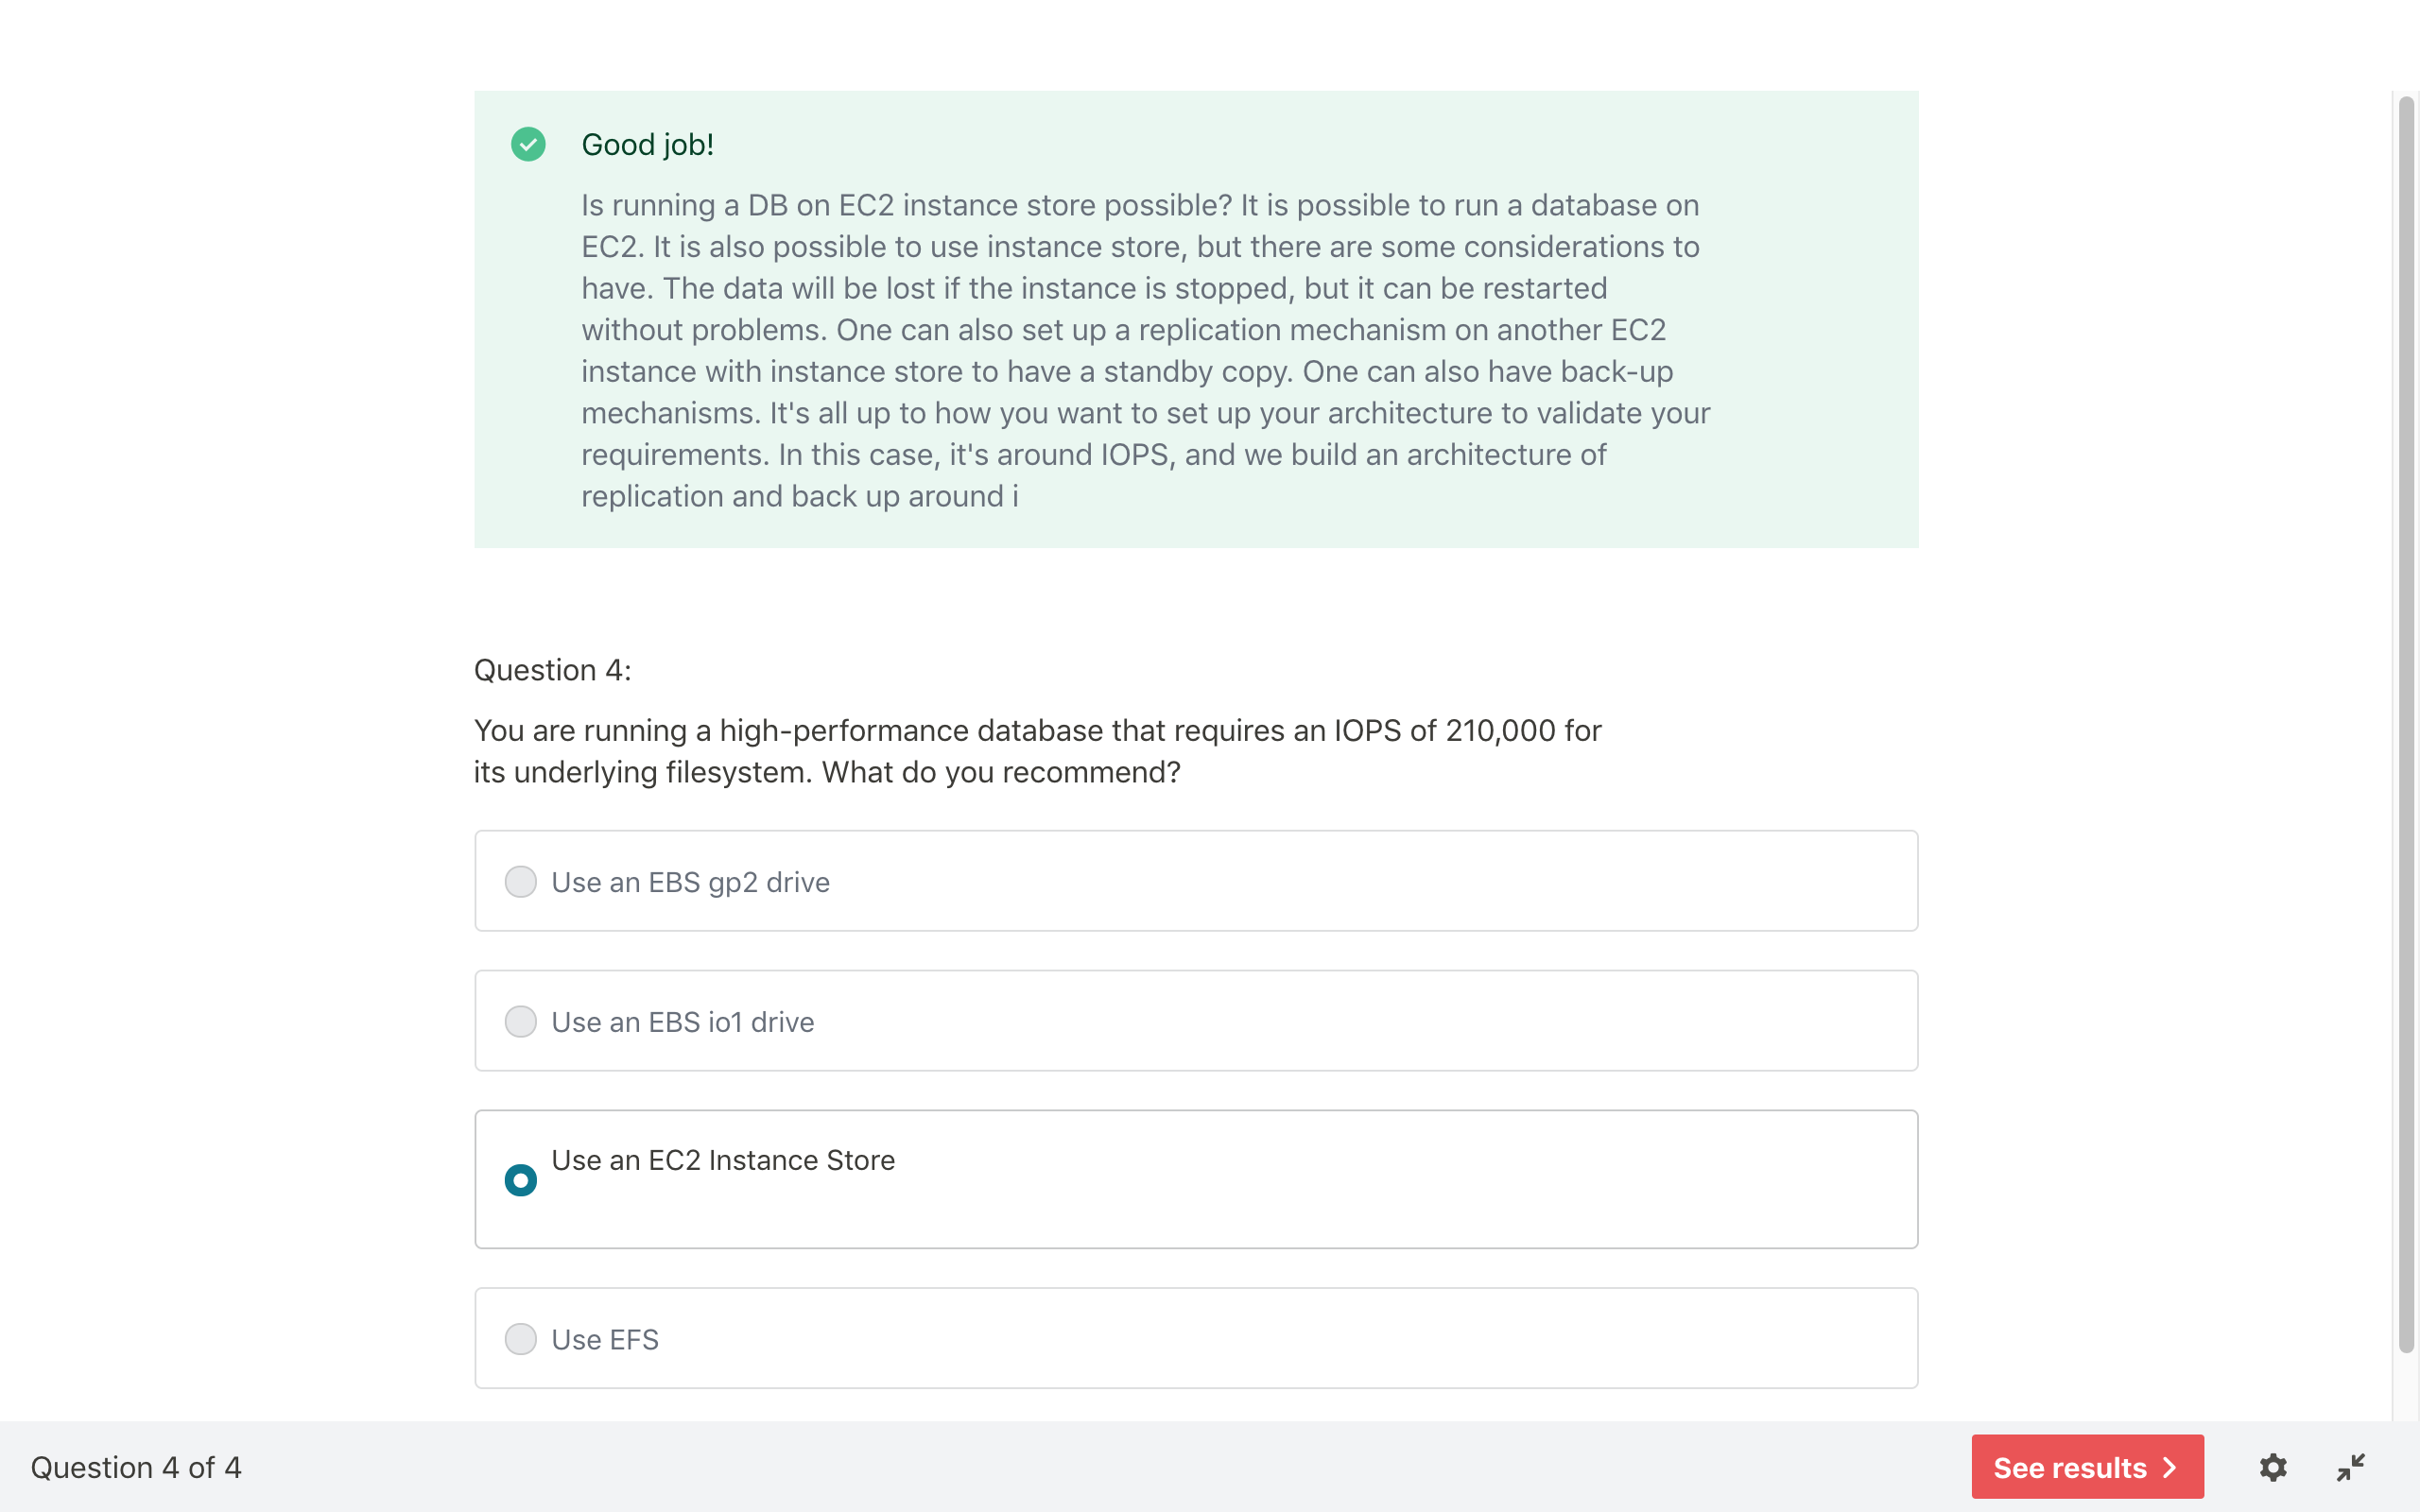 Good job!
Is running a DB on EC2 instance store possible? It is possible to run a database on
EC2. It is also possible to use instance store, but there are some considerations to
have. The data will be lost if the instance is stopped, but it can be restarted
without problems. One can also set up a replication mechanism on another EC2
instance with instance store to have a standby copy. One can also have back-up
mechanisms. It's all up to how you want to set up your architecture to validate your
requirements. In this case, it's around IOPS, and we build an architecture of
replication and back up around i
Question 4:
You are running a high-performance database that requires an IOPS of 210,000 for
its underlying filesystem. What do you recommend?
Use an EBS gp2 drive
Use an EBS io1 drive
Use an EC2 Instance Store
Use EFS
Question 4 of 4
See results